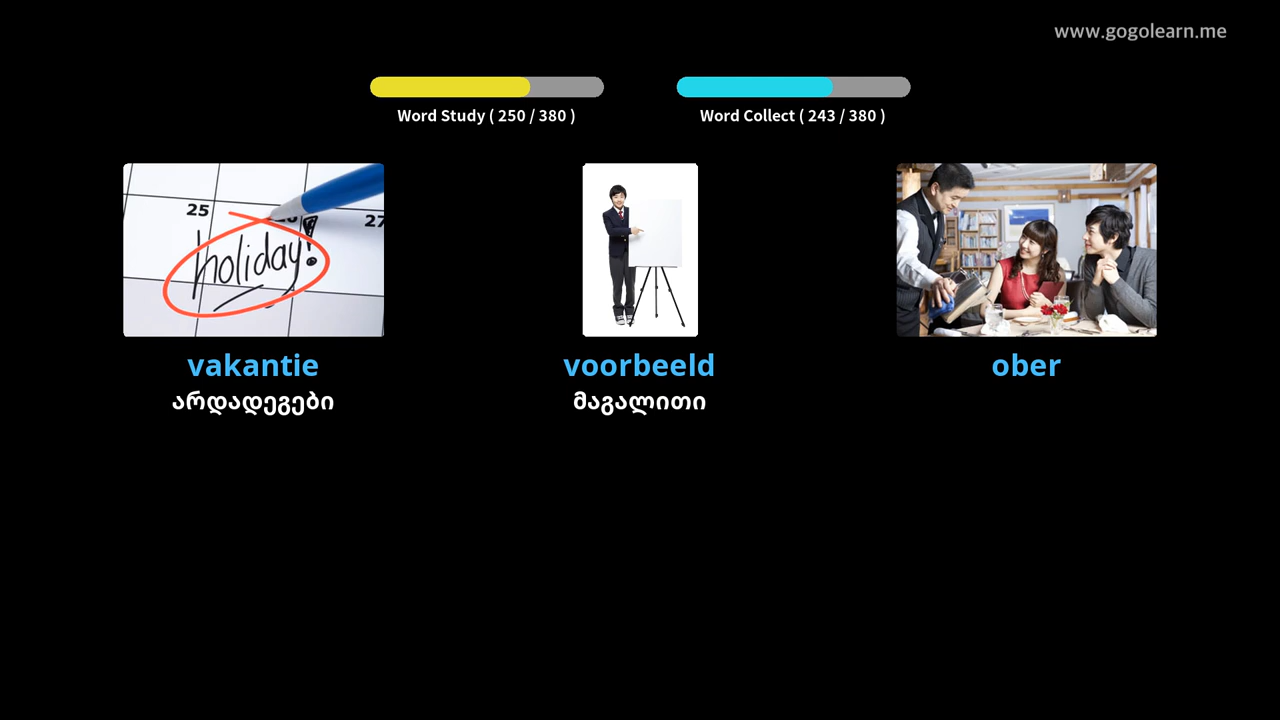 www.gogolearn.me
Word Study ( 250 / 380 )
Word Collect ( 243 / 380 )
25
27
holiday!
vakantie
voorbeeld
ober
არდადეგები
მაგალითი